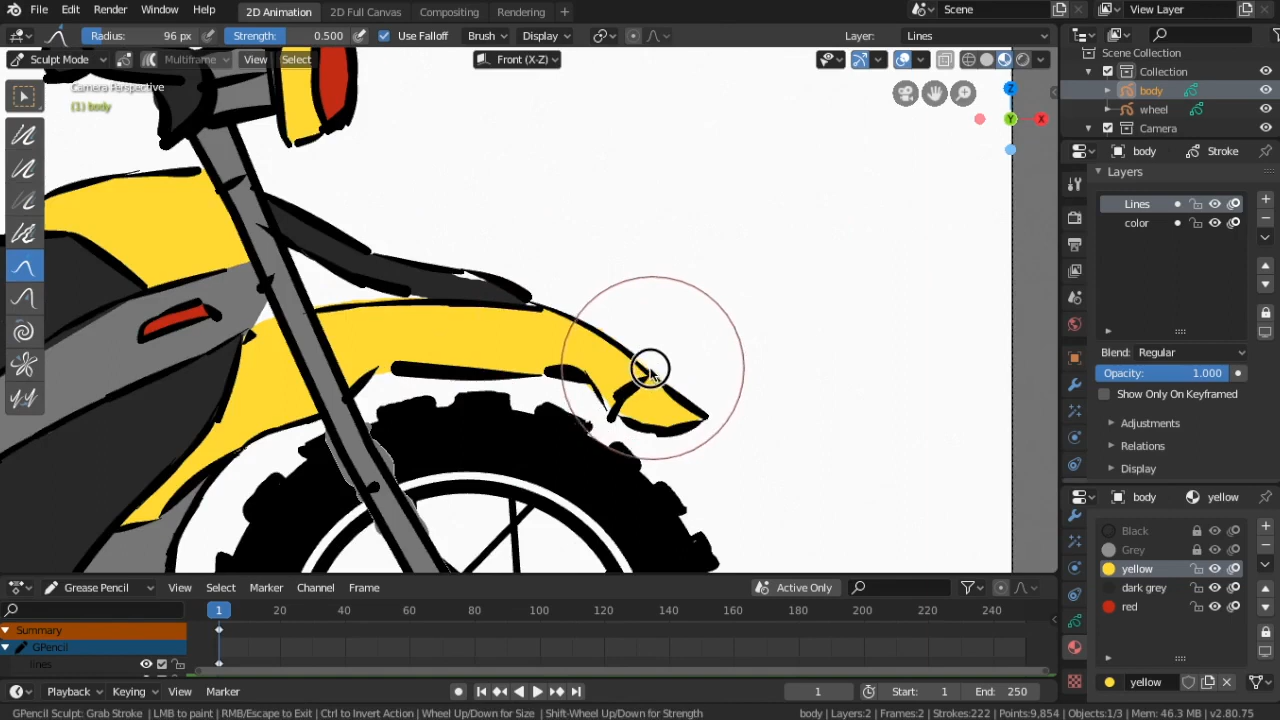 File Edit Render Window Help 2D Animation 2D Full Canvas Compositing Rendering + Scene View Layer
Radius: 96 px Strength: 0.500 Use Falloff Brush Display Layer: Lines
Sculpt Mode Multiframe View Select Front (X-Z)
Camera Perspective
(1) body
Z
Y
X
Scene Collection
Collection
body
wheel
Camera
body Stroke
Layers
Lines
color
Blend: Regular
Opacity: 1.000
Show Only On Keyframed
Adjustments
Relations
Display
body yellow
Black
Grey
yellow
dark grey
red
yellow
Grease Pencil View Select Marker Channel Frame Active Only
1 20 40 60 80 100 120 140 160 180 200 220 240
Summary
GPencil
lines
Playback Keying View Marker 1 Start: 1 End: 250
GPencil Sculpt: Grab Stroke | LMB to paint | RMB/Escape to Exit | Ctrl to Invert Action | Wheel Up/Down for Size | Shift-Wheel Up/Down for Strength
body | Layers:2 | Frames:2 | Strokes:222 | Points:9,854 | Objects:1/3 | Mem: 46.3 MB | v2.80.75